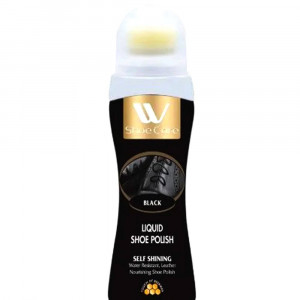 W
Shoe Care
BLACK
LIQUID
SHOE POLISH
SELF SHINING
Water Resistant, Leather
Nourishing Shoe Polish